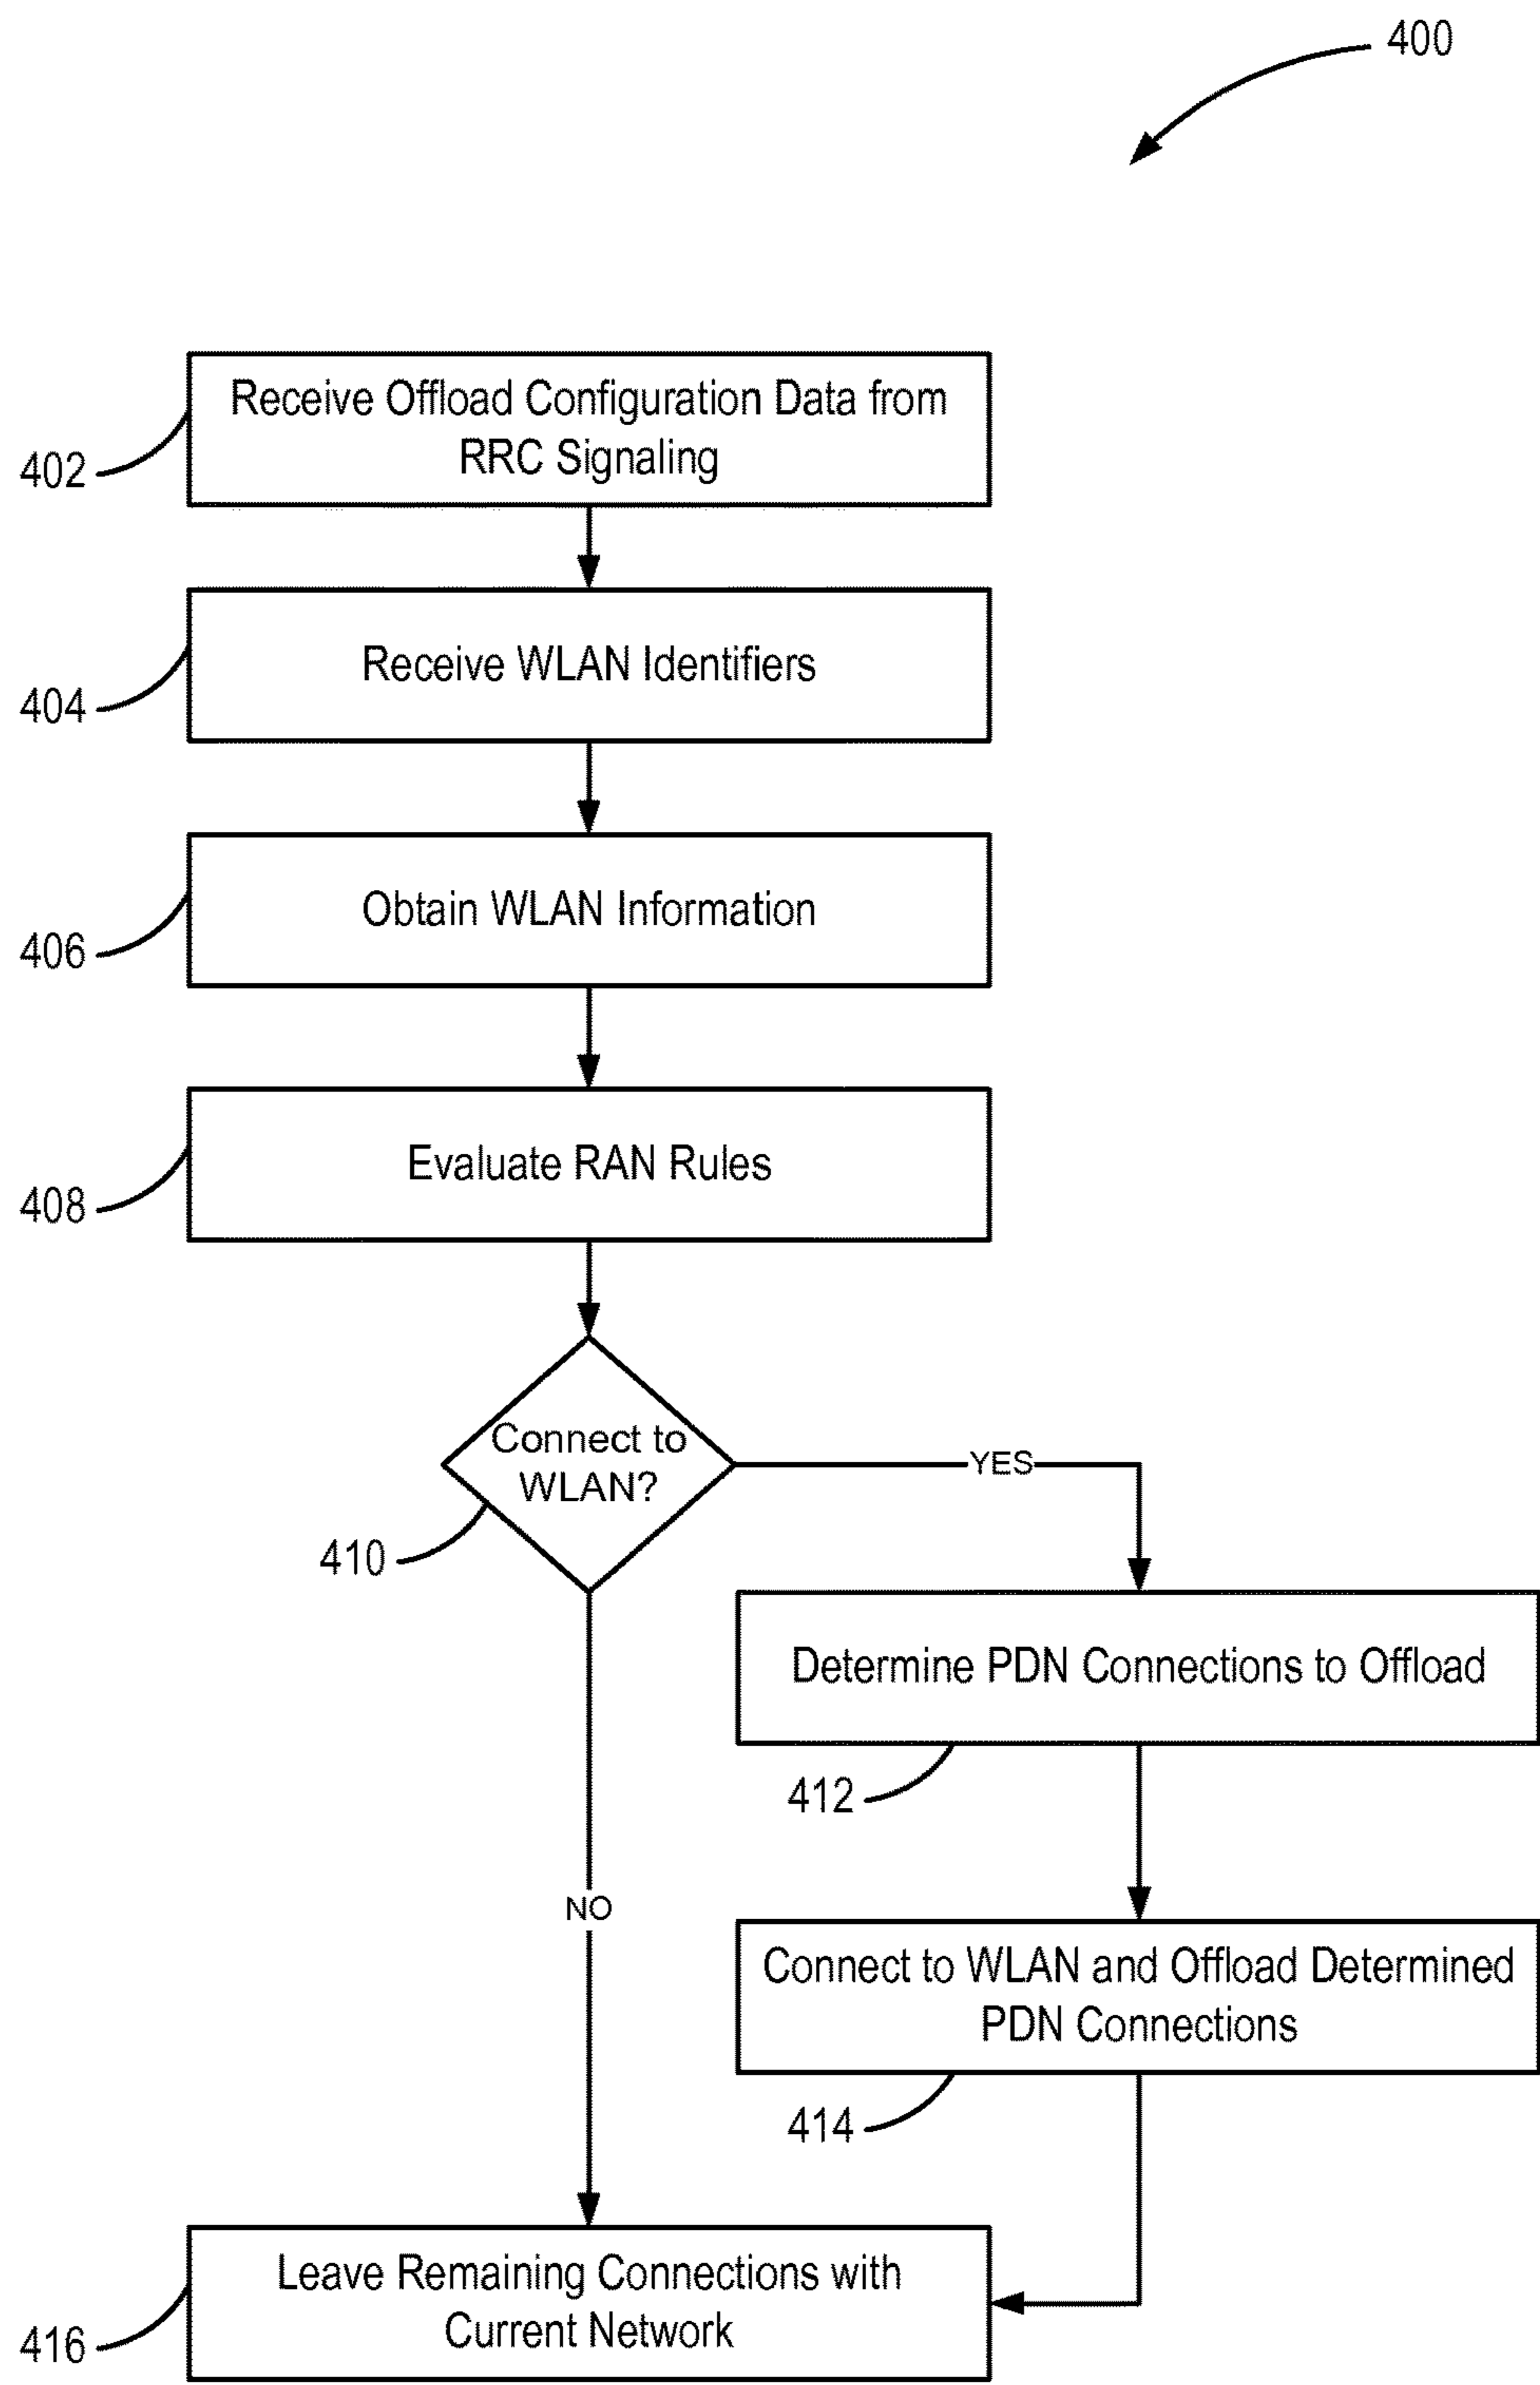 400
Receive Offload Configuration Data from
RRC Signaling
402
Receive WLAN Identifiers
404
Obtain WLAN Information
406
Evaluate RAN Rules
408
Connect to
WLAN?
YES
410
Determine PDN Connections to Offload
412
NO
Connect to WLAN and Offload Determined
PDN Connections
414
Leave Remaining Connections with
Current Network
416